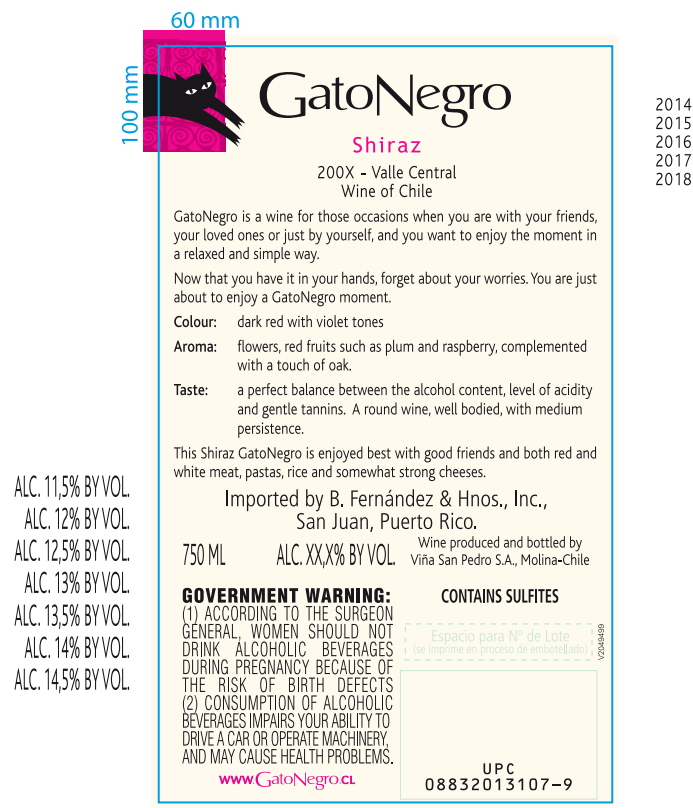 60 mm
100 mm
GatoNegro
Shiraz
200X - Valle Central
Wine of Chile
2014
2015
2016
2017
2018
GatoNegro is a wine for those occasions when you are with your friends,
your loved ones or just by yourself, and you want to enjoy the moment in
a relaxed and simple way.
Now that you have it in your hands, forget about your worries. You are just
about to enjoy a GatoNegro moment.
Colour: dark red with violet tones
Aroma: flowers, red fruits such as plum and raspberry, complemented
with a touch of oak.
Taste: a perfect balance between the alcohol content, level of acidity
and gentle tannins. A round wine, well bodied, with medium
persistence.
This Shiraz GatoNegro is enjoyed best with good friends and both red and
white meat, pastas, rice and somewhat strong cheeses.
ALC. 11,5% BY VOL.
ALC. 12% BY VOL.
ALC. 12,5% BY VOL.
ALC. 13% BY VOL.
ALC. 13,5% BY VOL.
ALC. 14% BY VOL.
ALC. 14,5% BY VOL.
Imported by B. Fernández & Hnos., Inc.,
San Juan, Puerto Rico.
750 ML ALC. XX,X% BY VOL.
Wine produced and bottled by
Viña San Pedro S.A., Molina-Chile
GOVERNMENT WARNING:
(1) ACCORDING TO THE SURGEON
GENERAL, WOMEN SHOULD NOT
DRINK ALCOHOLIC BEVERAGES
DURING PREGNANCY BECAUSE OF
THE RISK OF BIRTH DEFECTS
(2) CONSUMPTION OF ALCOHOLIC
BEVERAGES IMPAIRS YOUR ABILITY TO
DRIVE A CAR OR OPERATE MACHINERY,
AND MAY CAUSE HEALTH PROBLEMS.
www.GatoNegro.CL
CONTAINS SULFITES
Espacio para Nº de Lote
(se imprime en proceso de embotellado)
V2049499
UPC
08832013107-9